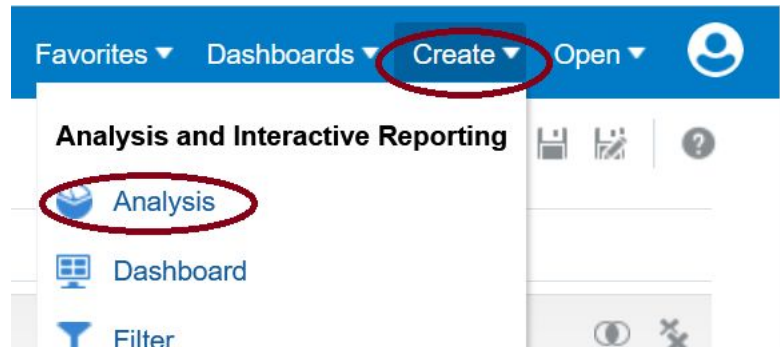 Favorites ▼ Dashboards ▼ Create ▼ Open ▼
Analysis and Interactive Reporting
Analysis
Dashboard
Filter